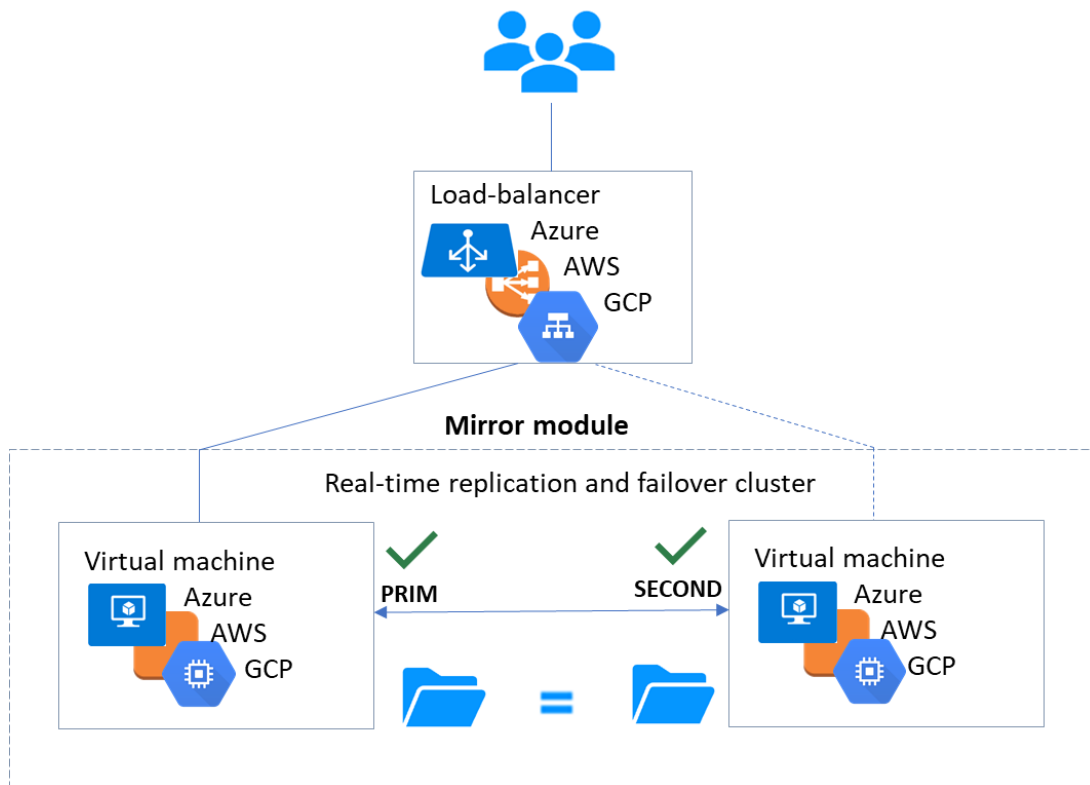 Load-balancer
Azure
AWS
GCP
Mirror module
Real-time replication and failover cluster
Virtual machine
Azure
AWS
GCP
PRIM
SECOND
Virtual machine
Azure
AWS
GCP
=